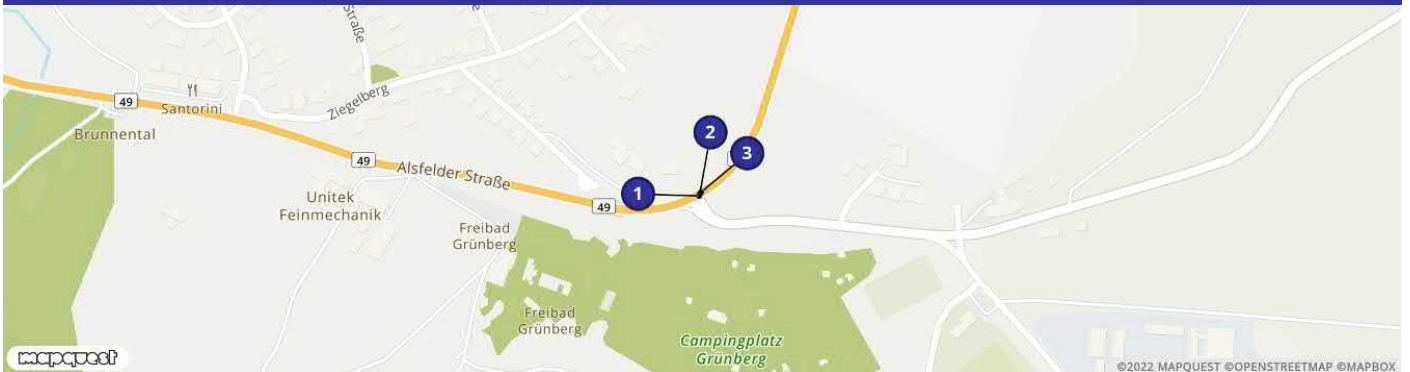 Straße
49
Santorini
Ziegelberg
Brunnental
2
3
49
Alsfelder Straße
1
Unitek
Feinmechanik
49
Freibad
Grünberg
Freibad
Grünberg
Campingplatz
Grünberg
mapquest
©2022 MAPQUEST ©OPENSTREETMAP ©MAPBOX